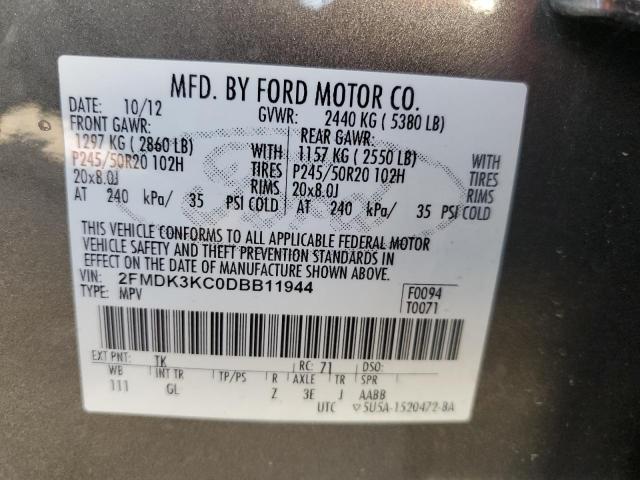 MFD. BY FORD MOTOR CO.
DATE: 10/12 GVWR: 2440 KG ( 5380 LB)
FRONT GAWR: REAR GAWR:
1297 KG ( 2860 LB) WITH 1157 KG ( 2550 LB) WITH
P245/50R20 102H TIRES P245/50R20 102H TIRES
20x8.0J RIMS 20x8.0J RIMS
AT 240 kPa/ 35 PSI COLD AT 240 kPa/ 35 PSI COLD
THIS VEHICLE CONFORMS TO ALL APPLICABLE FEDERAL MOTOR
VEHICLE SAFETY AND THEFT PREVENTION STANDARDS IN
EFFECT ON THE DATE OF MANUFACTURE SHOWN ABOVE.
VIN: 2FMDK3KC0DBB11944 F0094
TYPE: MPV T0071
EXT PNT: TK RC: 71 DSO:
WB INT TR TP/PS R AXLE TR SPR
111 GL Z 3E J AABB
UTC 5U5A-1520472-BA